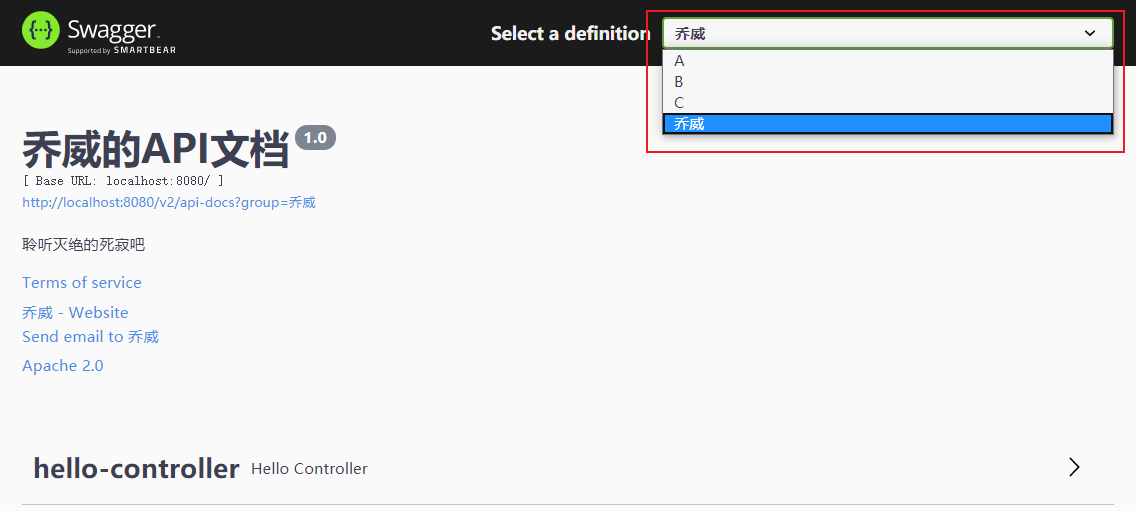 Swagger
Supported by SMARTBEAR
Select a definition
乔威
A
B
C
乔威
乔威的API文档 1.0
[ Base URL: localhost:8080/ ]
http://localhost:8080/v2/api-docs?group=乔威
聆听灭绝的死寂吧
Terms of service
乔威 - Website
Send email to 乔威
Apache 2.0
hello-controller Hello Controller